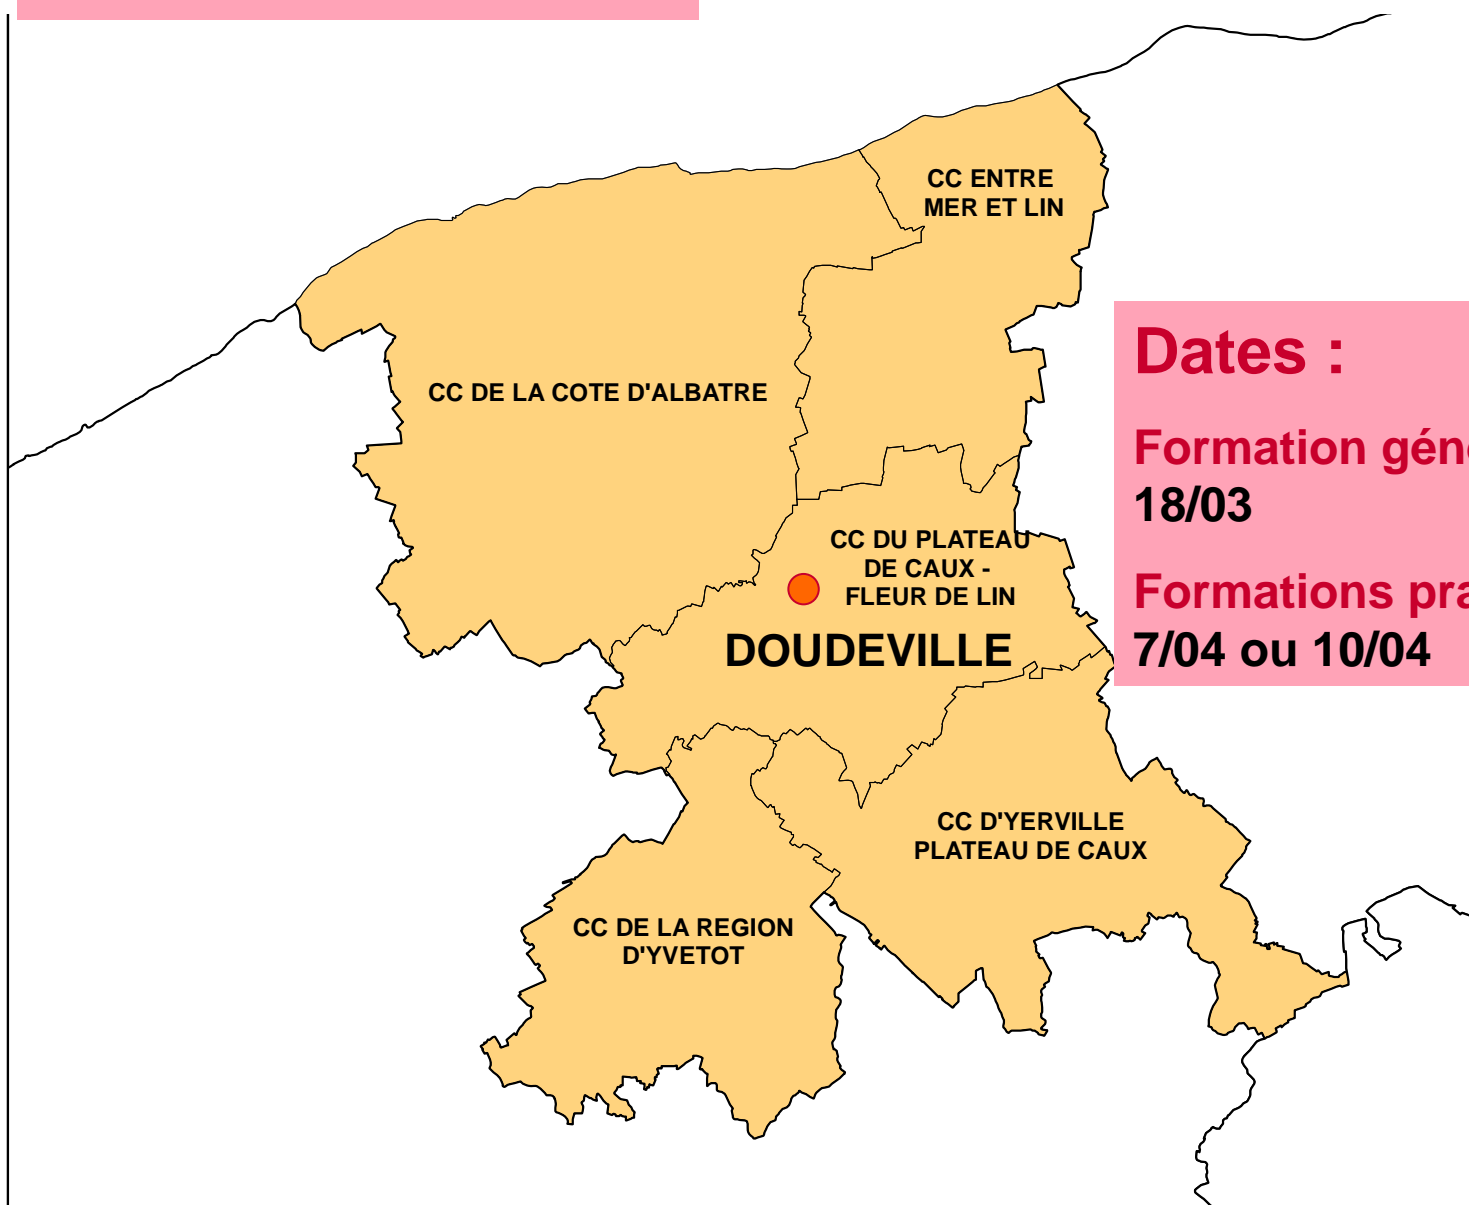 CC ENTRE
MER ET LIN
CC DE LA COTE D'ALBATRE
CC DU PLATEAU
DE CAUX -
FLEUR DE LIN
DOUDEVILLE
CC D'YERVILLE
PLATEAU DE CAUX
CC DE LA REGION
D'YVETOT
Dates :
Formation
18/03
Formations
7/04 ou 10/04